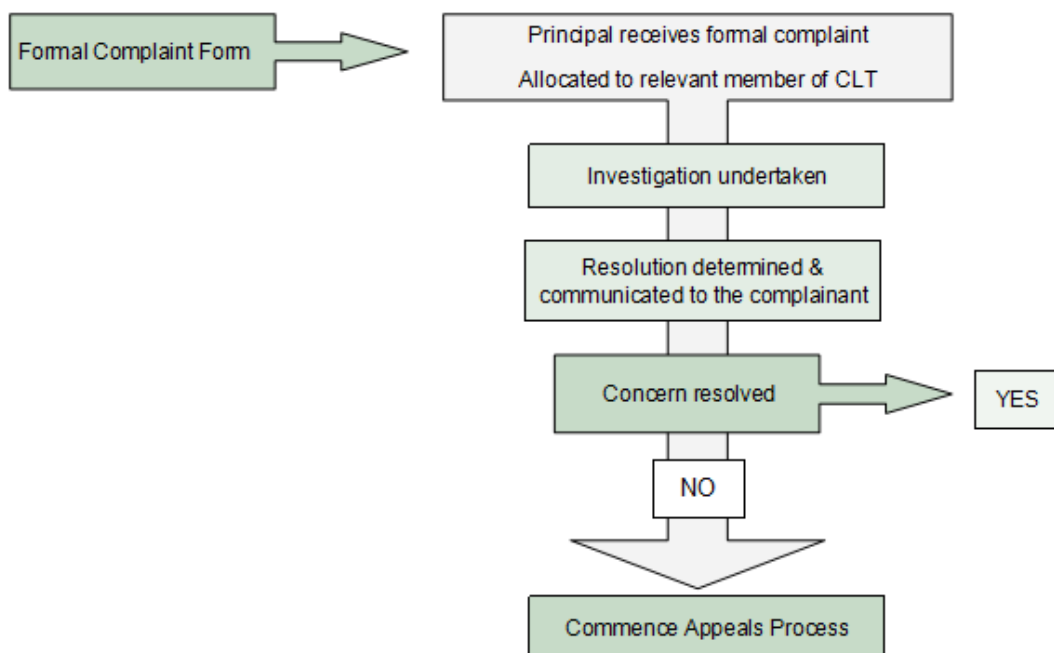 Formal Complaint Form
Principal receives formal complaint
Allocated to relevant member of CLT
Investigation undertaken
Resolution determined &
communicated to the complainant
Concern resolved
YES
NO
Commence Appeals Process